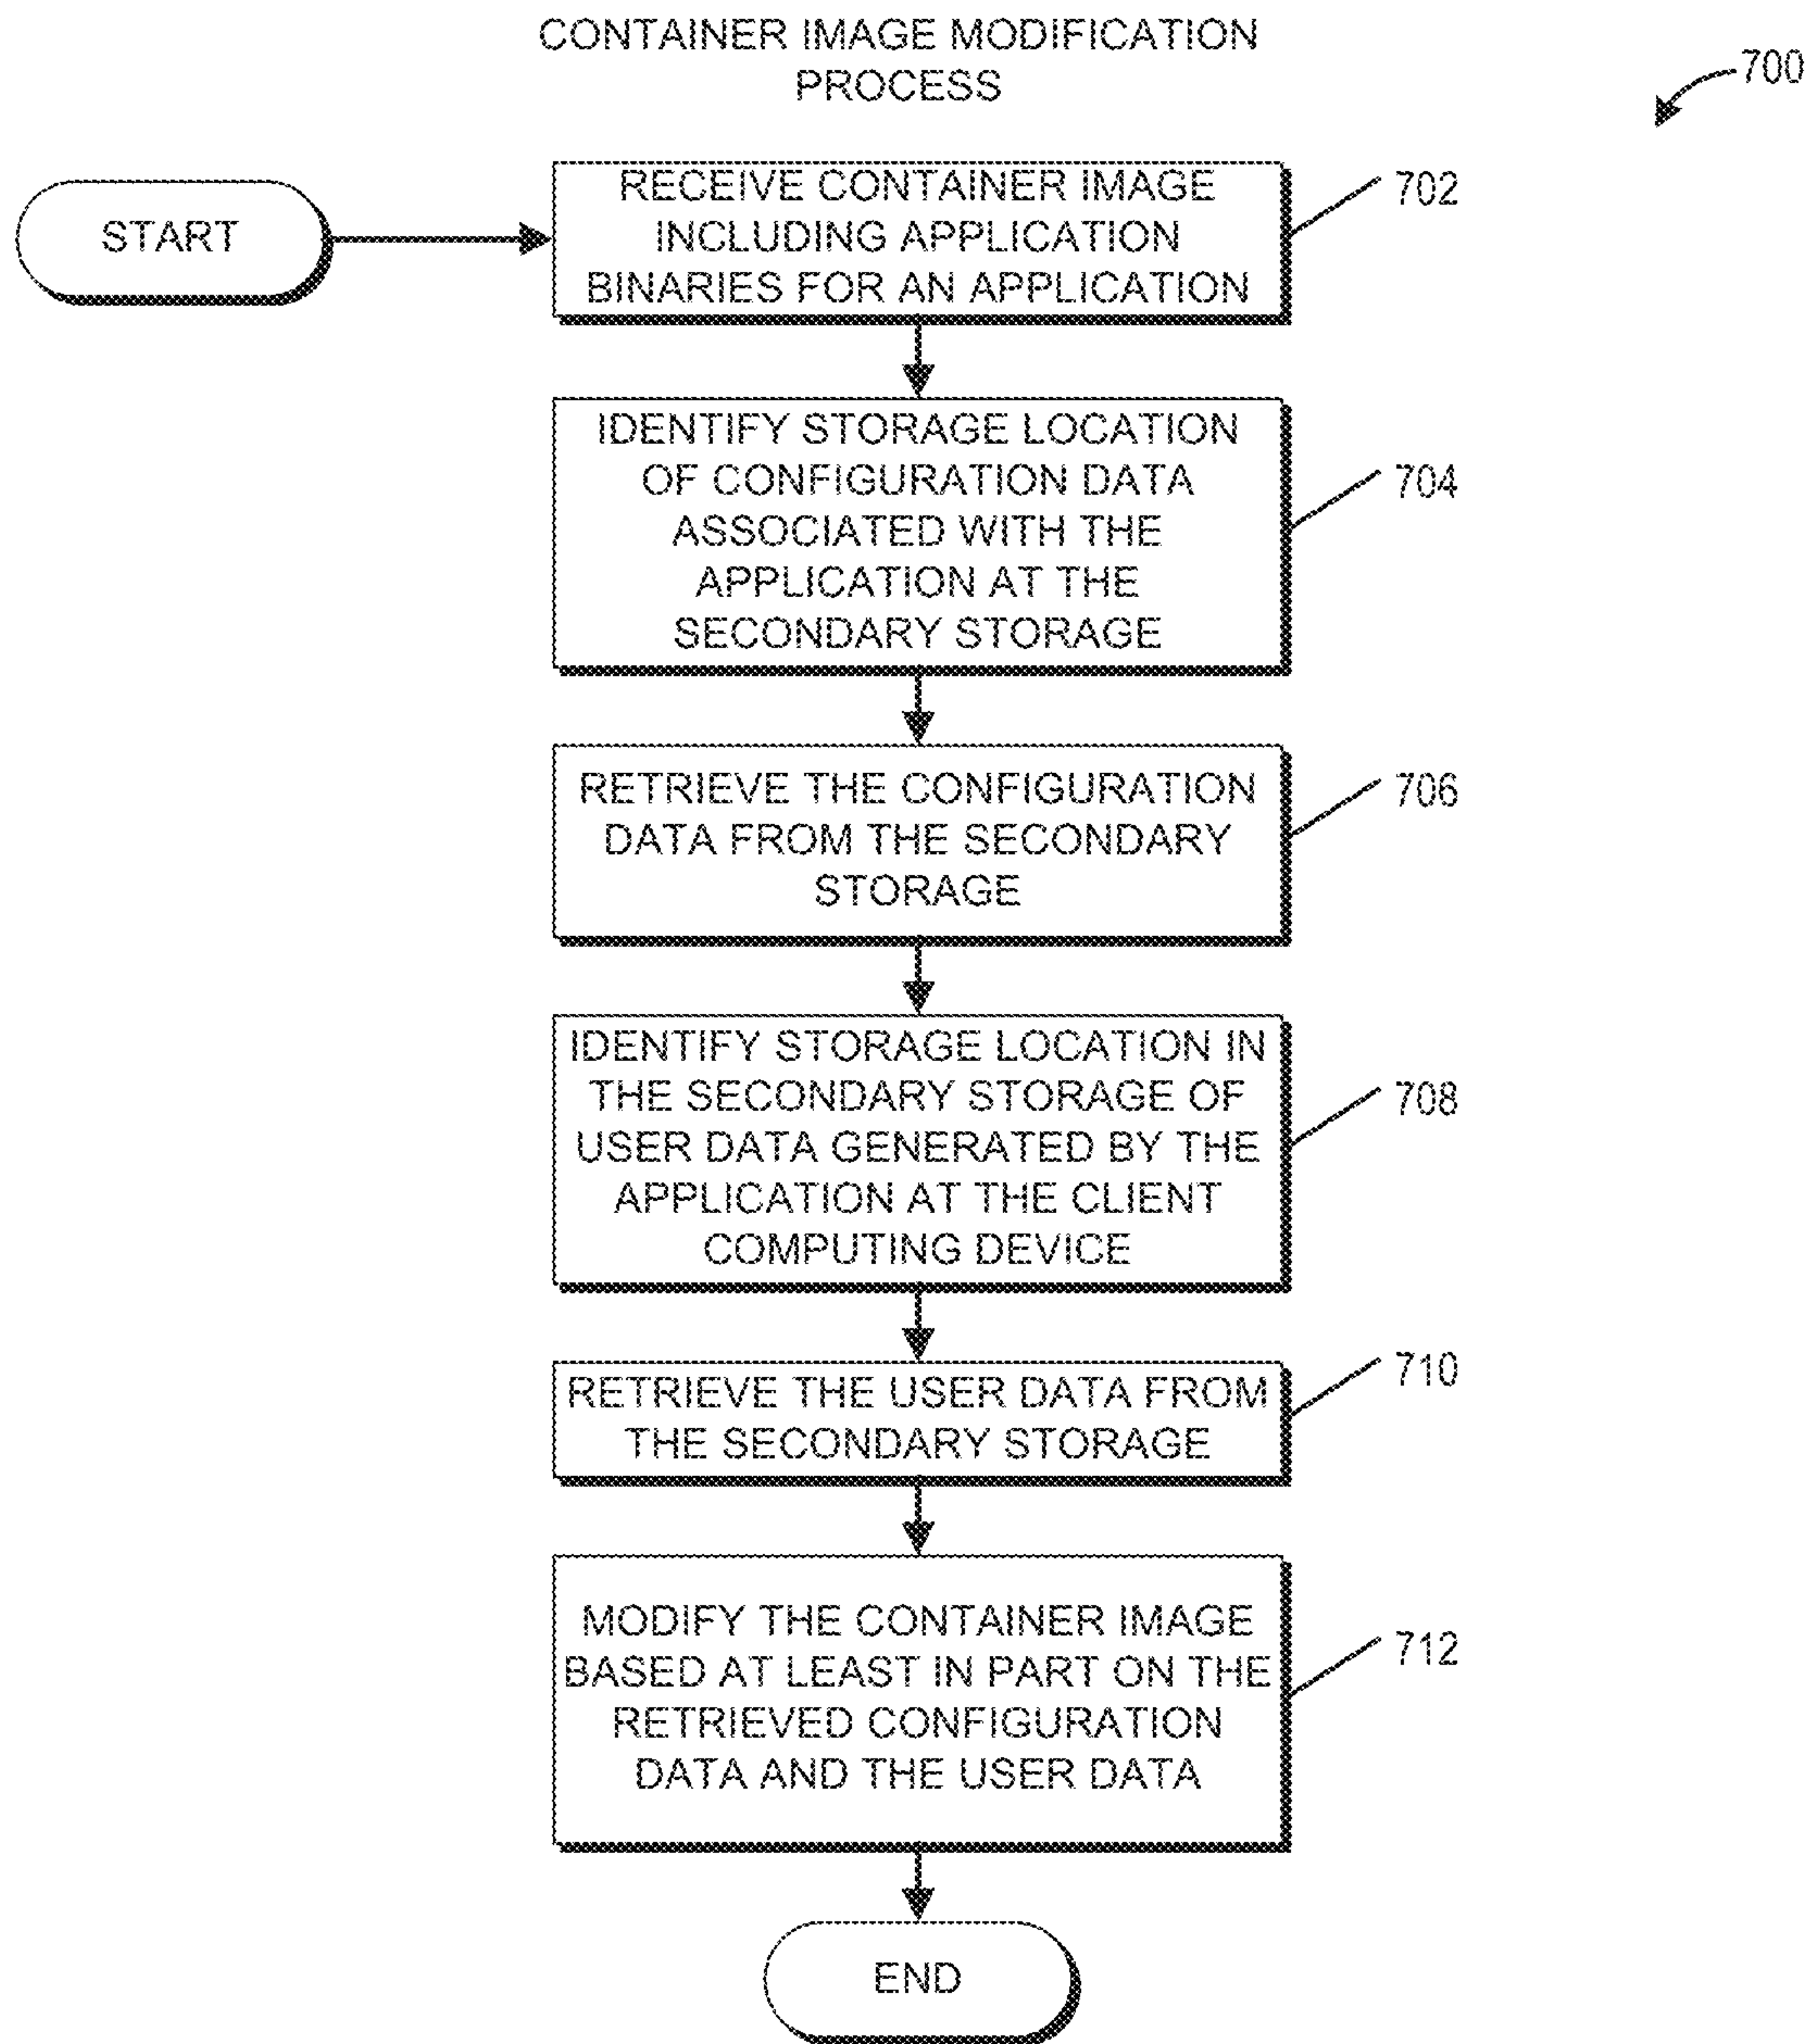 CONTAINER IMAGE MODIFICATION
PROCESS
700
START
RECEIVE CONTAINER IMAGE
INCLUDING APPLICATION
BINARIES FOR AN APPLICATION
702
IDENTIFY STORAGE LOCATION
OF CONFIGURATION DATA
ASSOCIATED WITH THE
APPLICATION AT THE
SECONDARY STORAGE
704
RETRIEVE THE CONFIGURATION
DATA FROM THE SECONDARY
STORAGE
706
IDENTIFY STORAGE LOCATION IN
THE SECONDARY STORAGE OF
USER DATA GENERATED BY THE
APPLICATION AT THE CLIENT
COMPUTING DEVICE
708
RETRIEVE THE USER DATA FROM
THE SECONDARY STORAGE
710
MODIFY THE CONTAINER IMAGE
BASED AT LEAST IN PART ON THE
RETRIEVED CONFIGURATION
DATA AND THE USER DATA
712
END